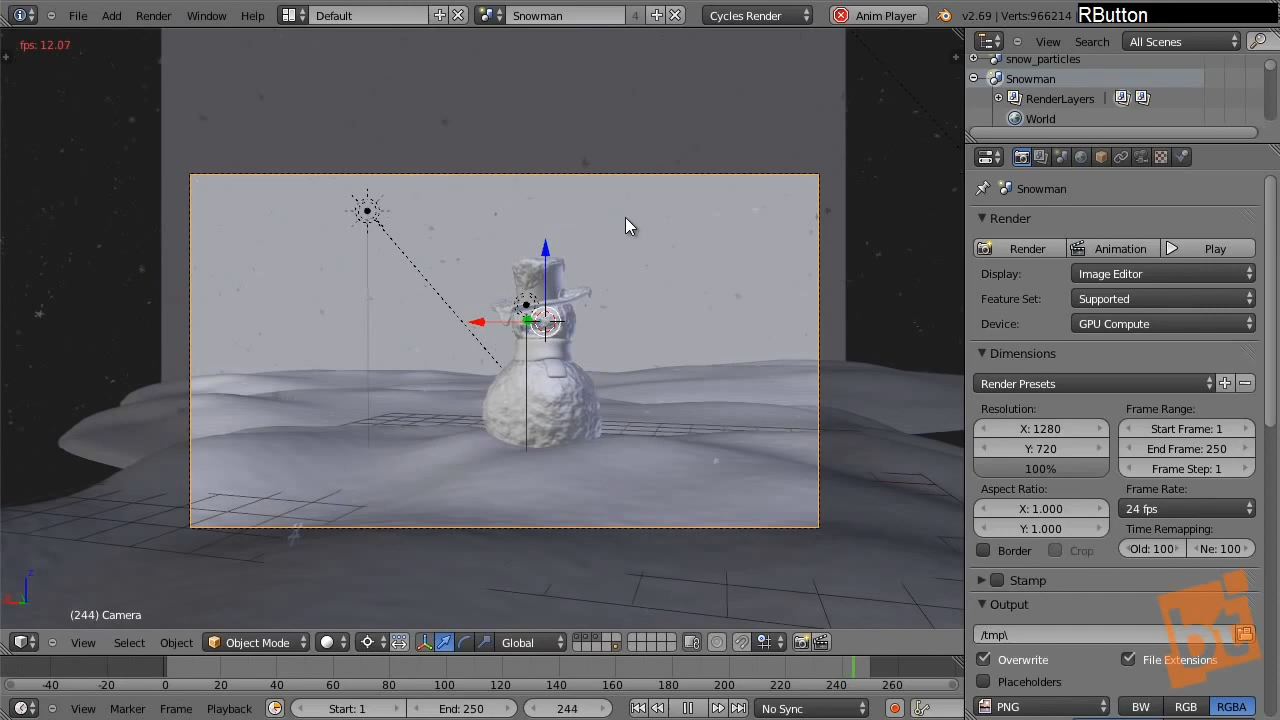 File Render Window Help Default Snowman 4 Cycles Render Anim Player v2.69 | Verts:966214 RButton
fps: 12.07
View Search All Scenes
snow_particles
Snowman
RenderLayers
World
Snowman
Render
Render Animation Play
Display: Image Editor
Feature Set: Supported
Device: GPU Compute
Dimensions
Render Presets
Resolution: Frame Range:
X: 1280 Start Frame: 1
Y: 720 End Frame: 250
100% Frame Step: 1
Aspect Ratio: Frame Rate:
X: 1.000 24 fps
Y: 1.000 Time Remapping:
Border Crop Old: 100 Ne: 100
Stamp
Output
/tmp\
Overwrite File Extensions
Placeholders
PNG BW RGB RGBA
z
(244) Camera
View Select Object Object Mode Global
-40 -20 0 20 40 60 80 100 120 140 160 180 200 220 240 260
View Marker Frame Playback Start: 1 End: 250 244 No Sync
bt